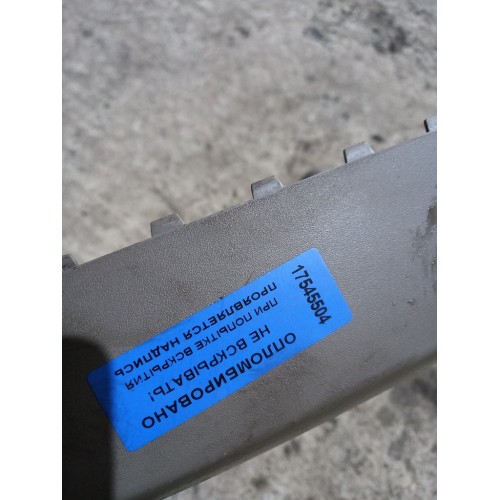 ОПЛОМБИРОВАНО
НЕ ВСКРЫВАТЬ!
ПРИ ПОПЫТКЕ ВСКРЫТИЯ
ПРОЯВЛЯЕТСЯ НАДПИСЬ
17545504